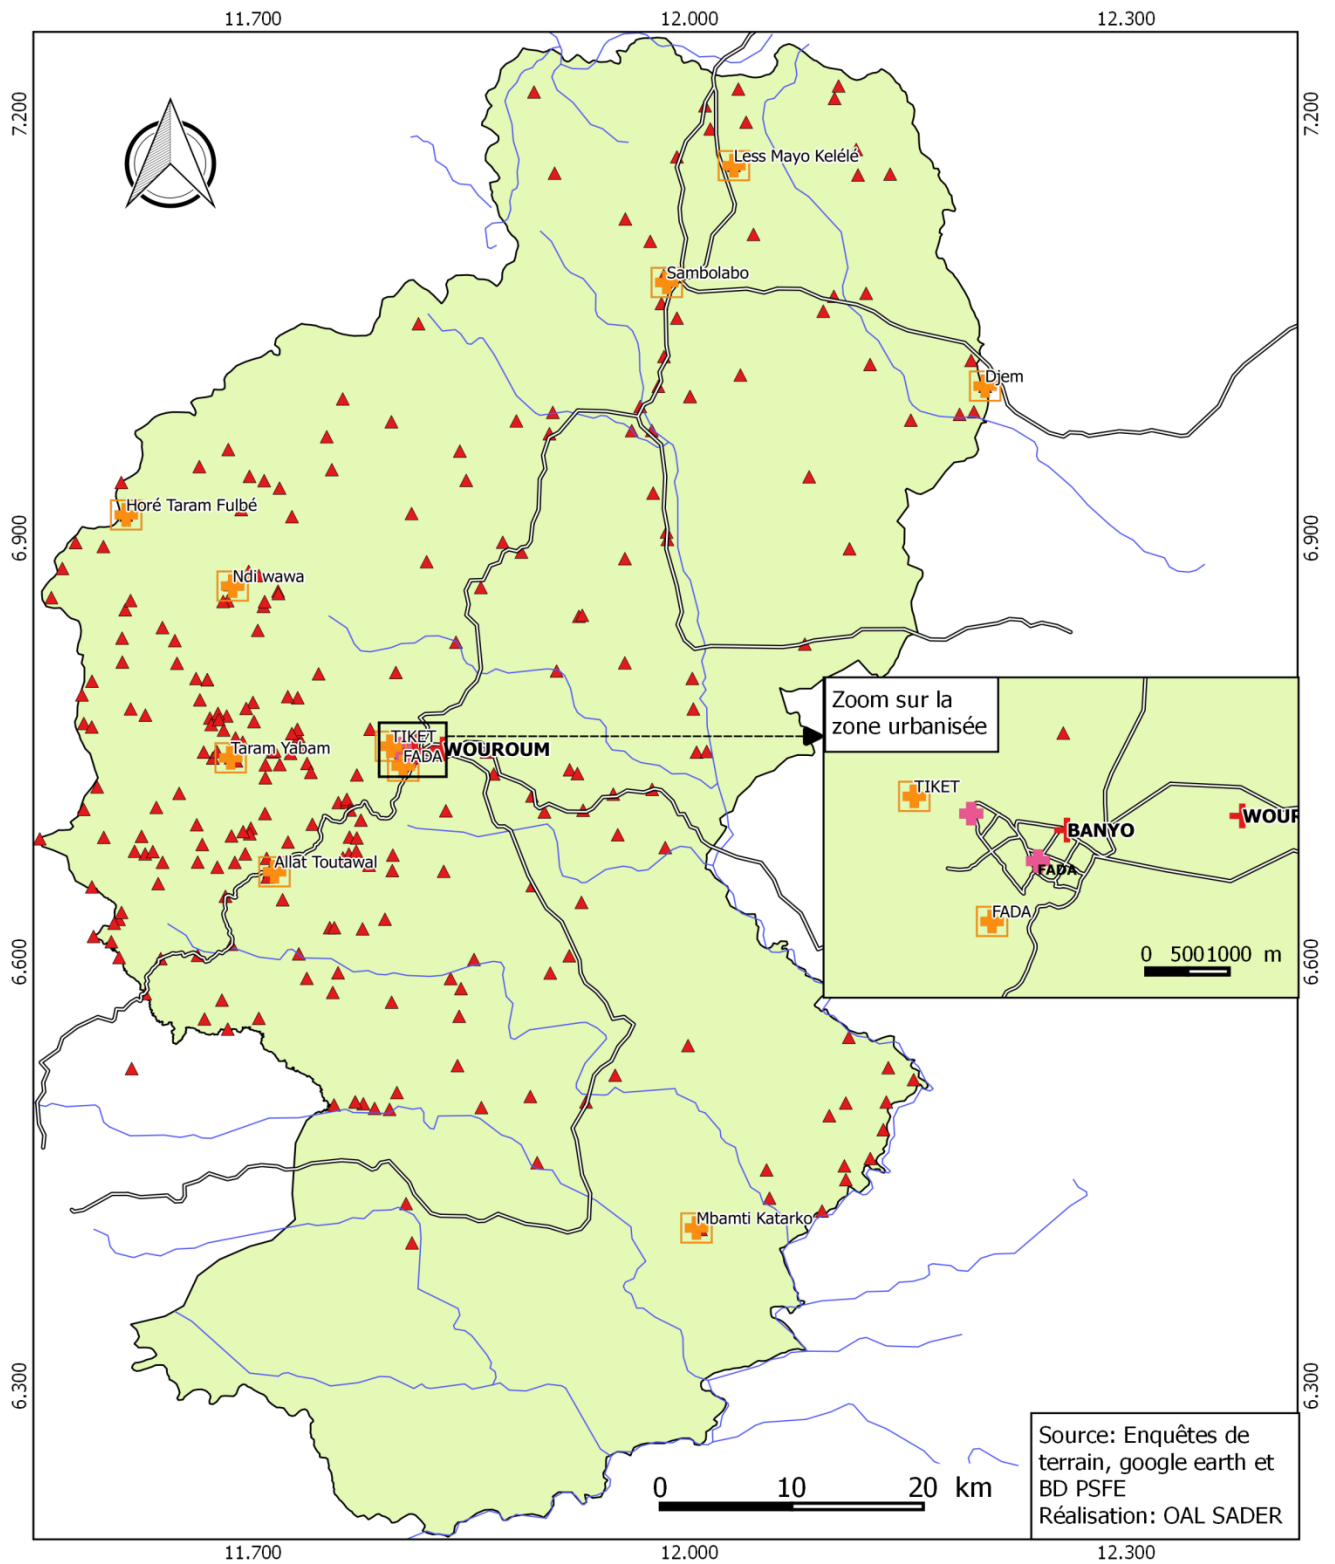 11.700 12.000 12.300
7.200 7.200
Less Mayo Kelélé
Sambolabo
Djem
Horé Taram Fulbé
6.900 6.900
Ndi wawa
Zoom sur la
zone urbanisée
TIKET
WOUROUM
FADA
Taram Yabam
TIKET
BANYO
WOUR
FADA
Allat Toutawal
FADA
0 500 1000 m
6.600 6.600
Mbamti Katarko
6.300 6.300
Source: Enquêtes de
terrain, google earth et
BD PSFE
Réalisation: OAL SADER
0 10 20 km
11.700 12.000 12.300